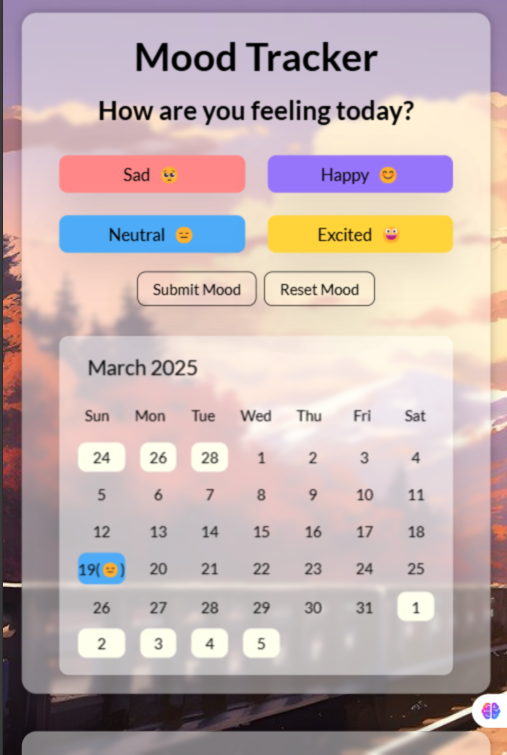 Mood Tracker
How are you feeling today?
Sad 🥺 Happy 😊
Neutral 😑 Excited 😀
Submit Mood Reset Mood
March 2025
Sun Mon Tue Wed Thu Fri Sat
24 26 28 1 2 3 4
5 6 7 8 9 10 11
12 13 14 15 16 17 18
19(😑) 20 21 22 23 24 25
26 27 28 29 30 31 1
2 3 4 5